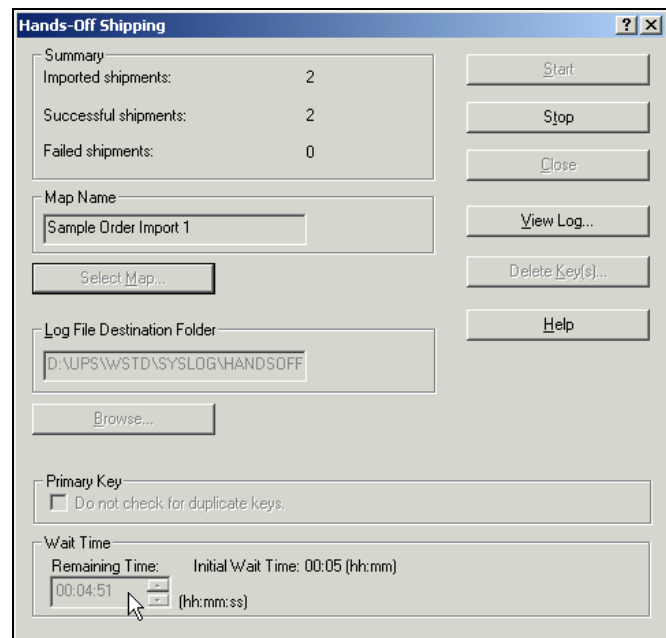 Hands-Off Shipping
Summary
Imported shipments: 2
Successful shipments: 2
Failed shipments: 0
Map Name
Sample Order Import 1
Select Map...
Log File Destination Folder
D:\UPS\WSTD\SYSLOG\HANDSOFF
Browse...
Primary Key
Do not check for duplicate keys.
Wait Time
Remaining Time: Initial Wait Time: 00:05 (hh:mm)
00:04:51 (hh:mm:ss)
Start
Stop
Close
View Log...
Delete Key(s)...
Help